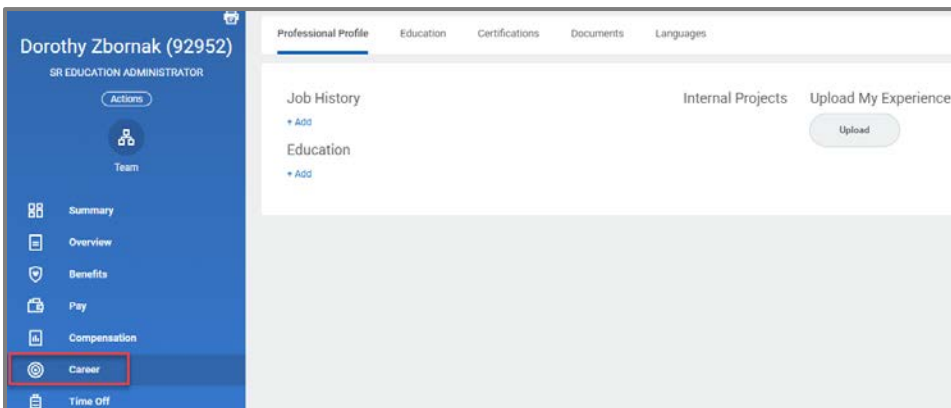 Dorothy Zbornak (92952)
SR EDUCATION ADMINISTRATOR
Actions
Team
Summary
Overview
Benefits
Pay
Compensation
Career
Time Off
Professional Profile Education Certifications Documents Languages
Job History
+ Add
Education
+ Add
Internal Projects
Upload My Experience
Upload